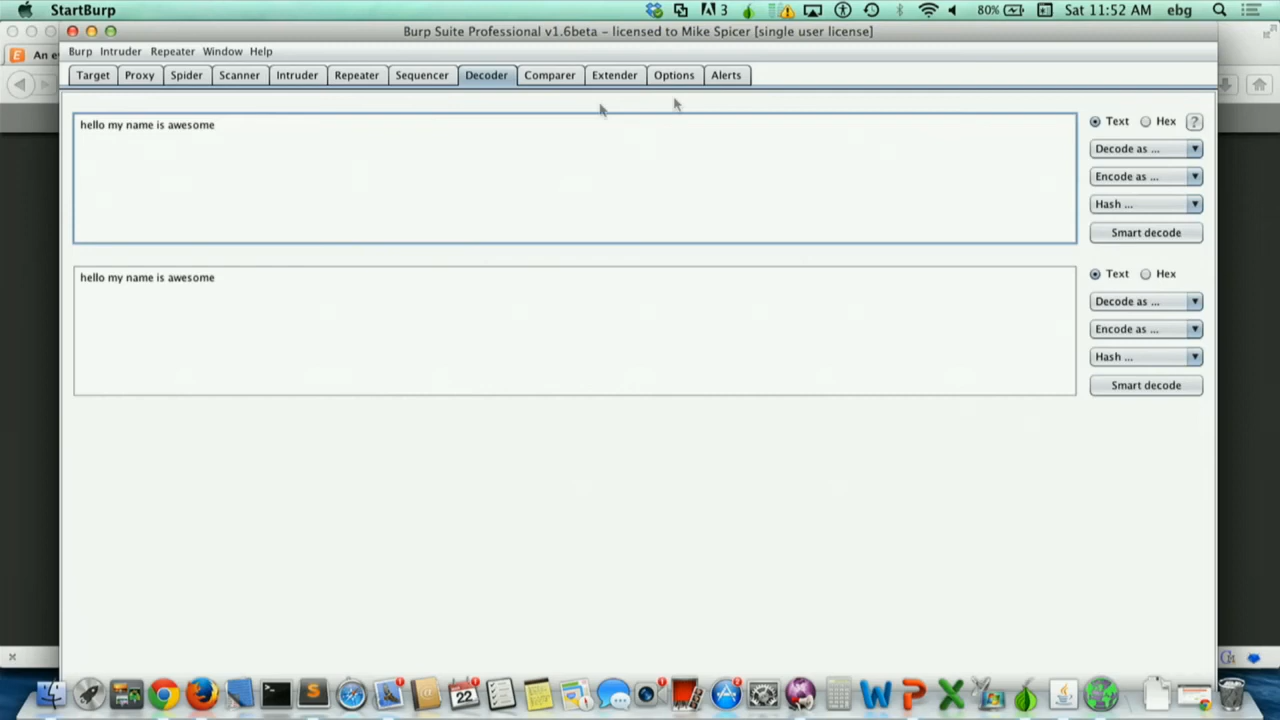 StartBurp 3 80% Sat 11:52 AM ebg
Burp Suite Professional v1.6beta - licensed to Mike Spicer [single user license]
An e
Burp Intruder Repeater Window Help
Target Proxy Spider Scanner Intruder Repeater Sequencer Decoder Comparer Extender Options Alerts
hello my name is awesome
Text Hex ?
Decode as ...
Encode as ...
Hash ...
Smart decode
hello my name is awesome
Text Hex
Decode as ...
Encode as ...
Hash ...
Smart decode
22